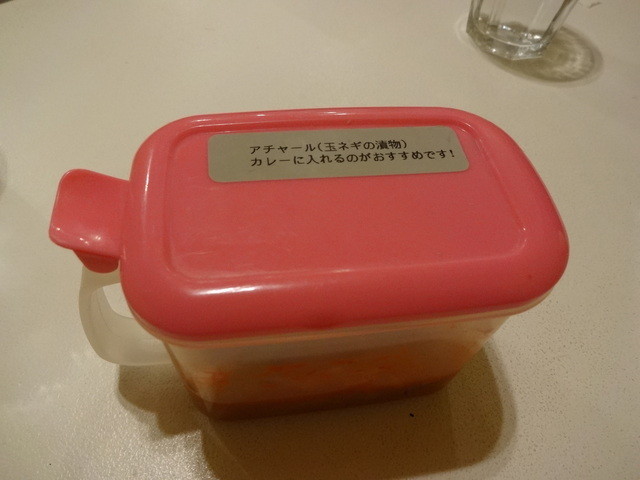 アチャール(玉ネギの漬物)
カレーに入れるのがおすすめです!